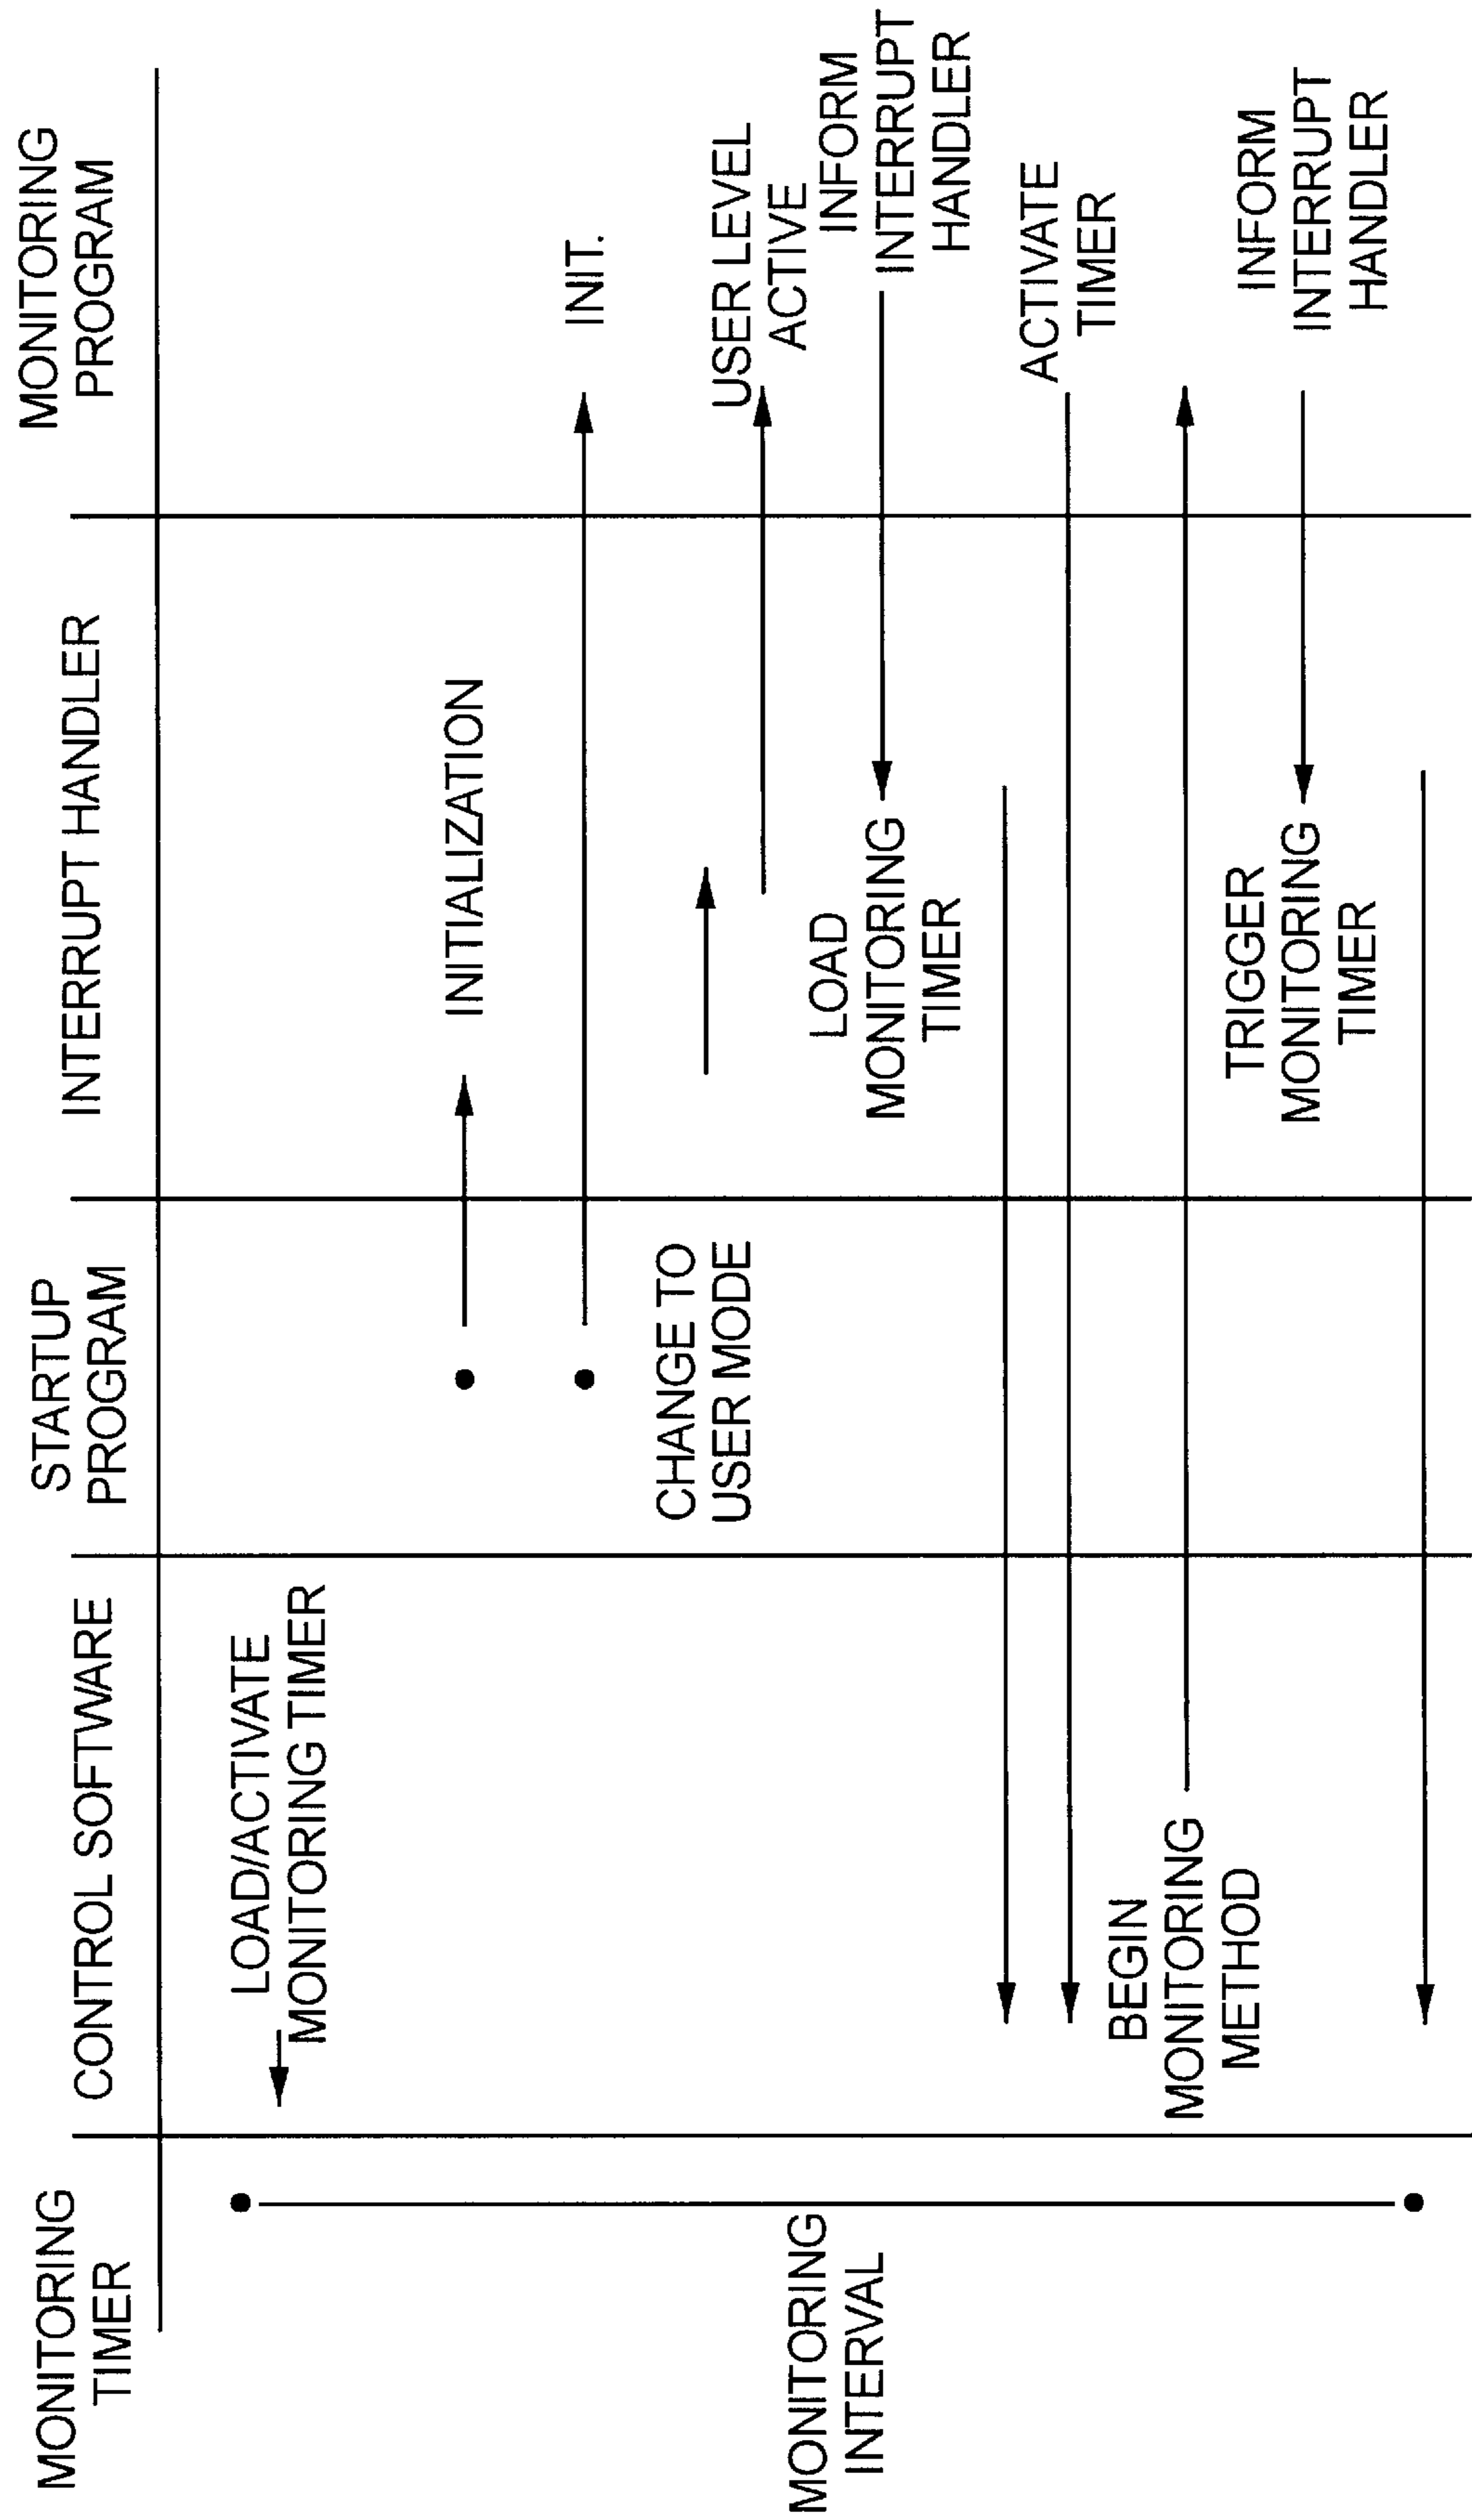 MONITORING
TIMER
CONTROL SOFTWARE
STARTUP
PROGRAM
INTERRUPT HANDLER
MONITORING
PROGRAM
LOAD/ACTIVATE
MONITORING TIMER
INITIALIZATION
INIT.
CHANGE TO
USER MODE
USER LEVEL
ACTIVE
MONITORING
INTERVAL
LOAD
MONITORING
TIMER
INFORM
INTERRUPT
HANDLER
ACTIVATE
TIMER
BEGIN
MONITORING
METHOD
TRIGGER
MONITORING
TIMER
INFORM
INTERRUPT
HANDLER